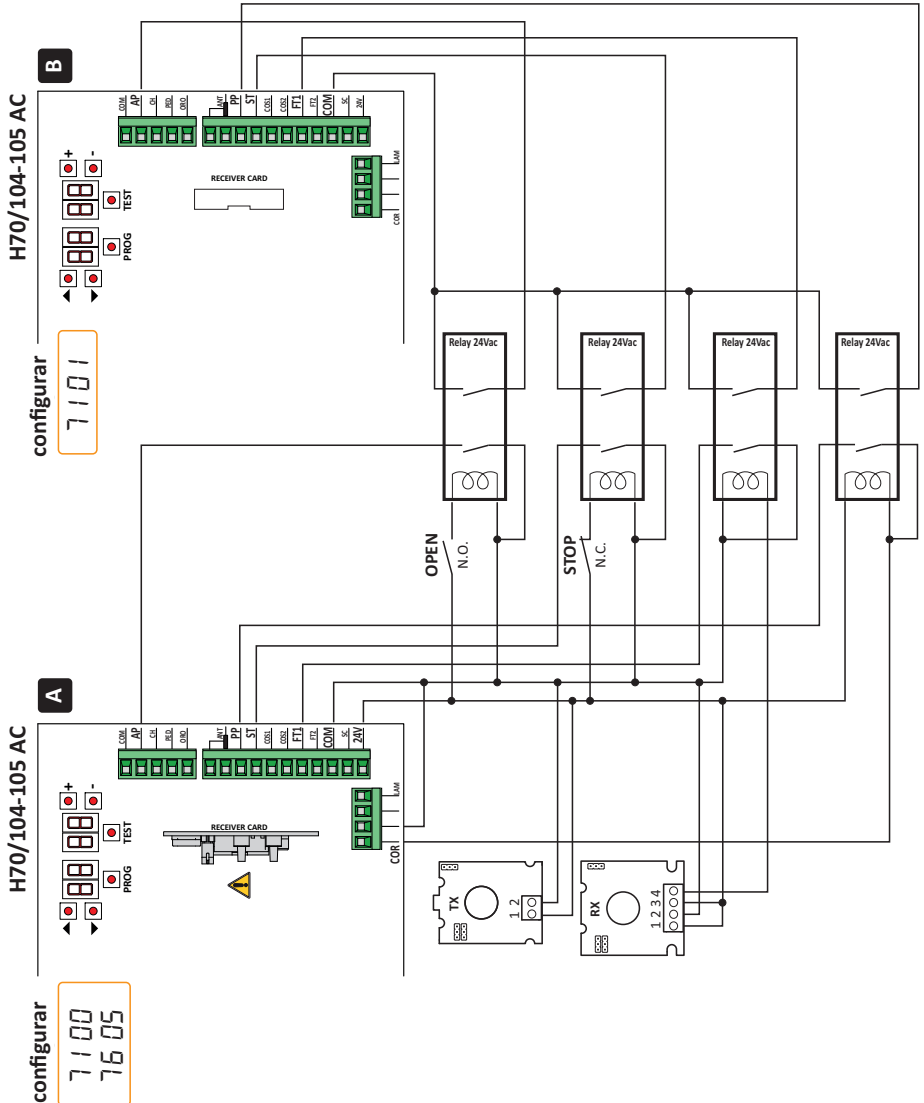 H70/104-105 AC
B
configurar
7101
+
-
TEST
PROG
RECEIVER CARD
COM
AP
CH
PED
ORO
ANT
PP
ST
COS1
COS2
FT1
FT2
COM
SC
24V
COR
LAM
Relay 24Vac
Relay 24Vac
Relay 24Vac
Relay 24Vac
OPEN
N.O.
STOP
N.C.
H70/104-105 AC
A
configurar
7100
7605
+
-
TEST
PROG
RECEIVER CARD
COM
AP
CH
PED
ORO
ANT
PP
ST
COS1
COS2
FT1
FT2
COM
SC
24V
COR
LAM
TX
1 2
RX
1 2 3 4